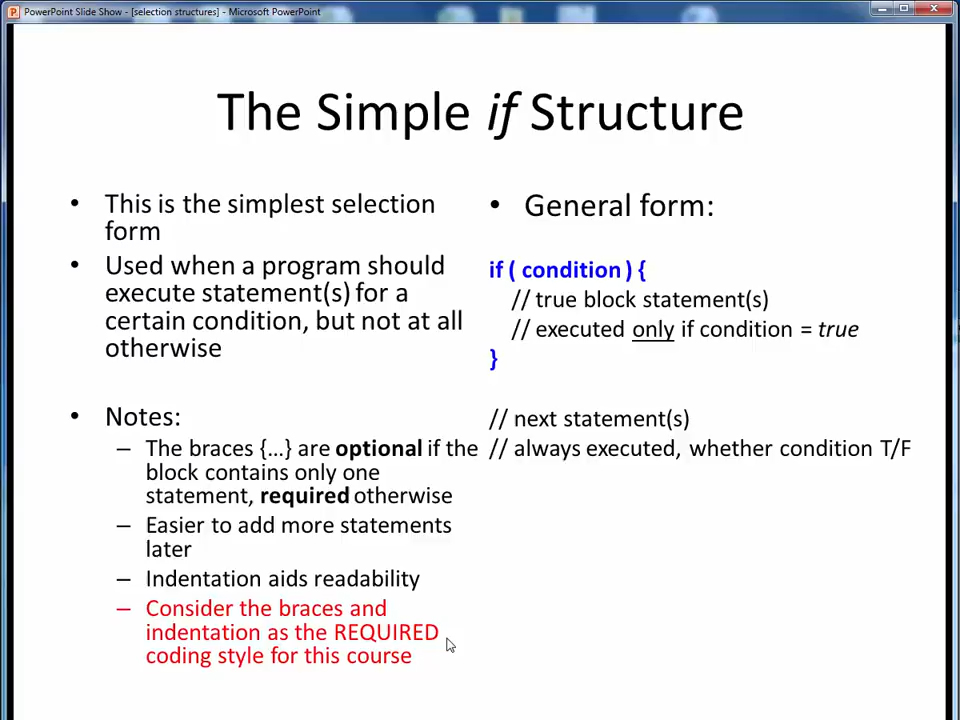 PowerPoint Slide Show - [selection structures] - Microsoft PowerPoint
The Simple if Structure
• This is the simplest selection
form
• Used when a program should
execute statement(s) for a
certain condition, but not at all
otherwise
• Notes:
– The braces {...} are optional if the
block contains only one
statement, required otherwise
– Easier to add more statements
later
– Indentation aids readability
– Consider the braces and
indentation as the REQUIRED
coding style for this course
• General form:
if ( condition ) {
// true block statement(s)
// executed only if condition = true
}
// next statement(s)
// always executed, whether condition T/F